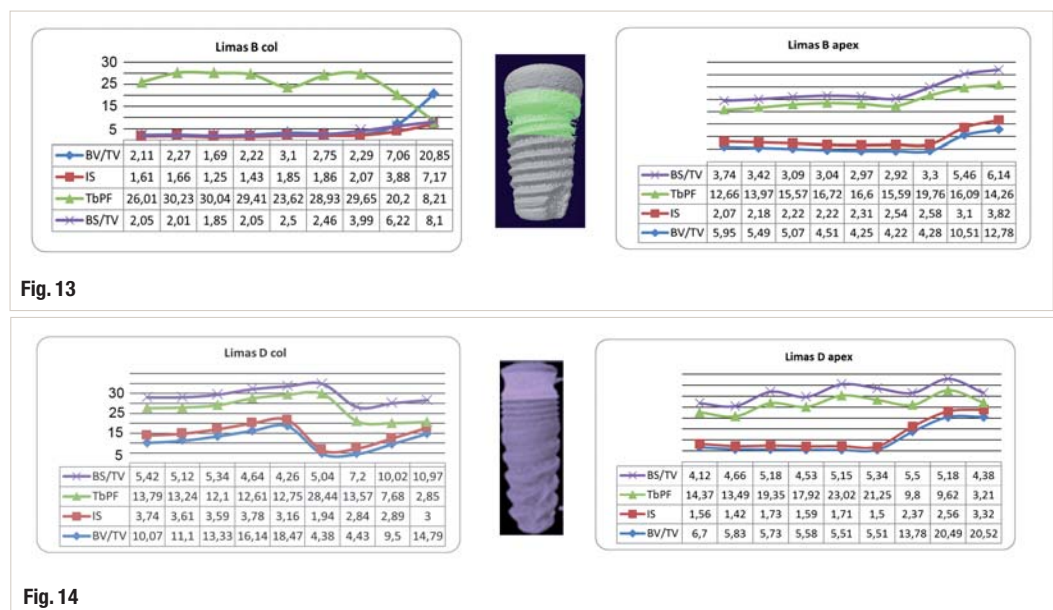 Limas B col
30
25
15
5
BV/TV 2,11 2,27 1,69 2,22 3,1 2,75 2,29 7,06 20,85
IS 1,61 1,66 1,25 1,43 1,85 1,86 2,07 3,88 7,17
TbPF 26,01 30,23 30,04 29,41 23,62 28,93 29,65 20,2 8,21
BS/TV 2,05 2,01 1,85 2,05 2,5 2,46 3,99 6,22 8,1
Limas B apex
BS/TV 3,74 3,42 3,09 3,04 2,97 2,92 3,3 5,46 6,14
TbPF 12,66 13,97 15,57 16,72 16,6 15,59 19,76 16,09 14,26
IS 2,07 2,18 2,22 2,22 2,31 2,54 2,58 3,1 3,82
BV/TV 5,95 5,49 5,07 4,51 4,25 4,22 4,28 10,51 12,78
Fig. 13
Limas D col
30
25
15
5
BS/TV 5,42 5,12 5,34 4,64 4,26 5,04 7,2 10,02 10,97
TbPF 13,79 13,24 12,1 12,61 12,75 28,44 13,57 7,68 2,85
IS 3,74 3,61 3,59 3,78 3,16 1,94 2,84 2,89 3
BV/TV 10,07 11,1 13,33 16,14 18,47 4,38 4,43 9,5 14,79
Limas D apex
BS/TV 4,12 4,66 5,18 4,53 5,15 5,34 5,5 5,18 4,38
TbPF 14,37 13,49 19,35 17,92 23,02 21,25 9,8 9,62 3,21
IS 1,56 1,42 1,73 1,59 1,71 1,5 2,37 2,56 3,32
BV/TV 6,7 5,83 5,73 5,58 5,51 5,51 13,78 20,49 20,52
Fig. 14